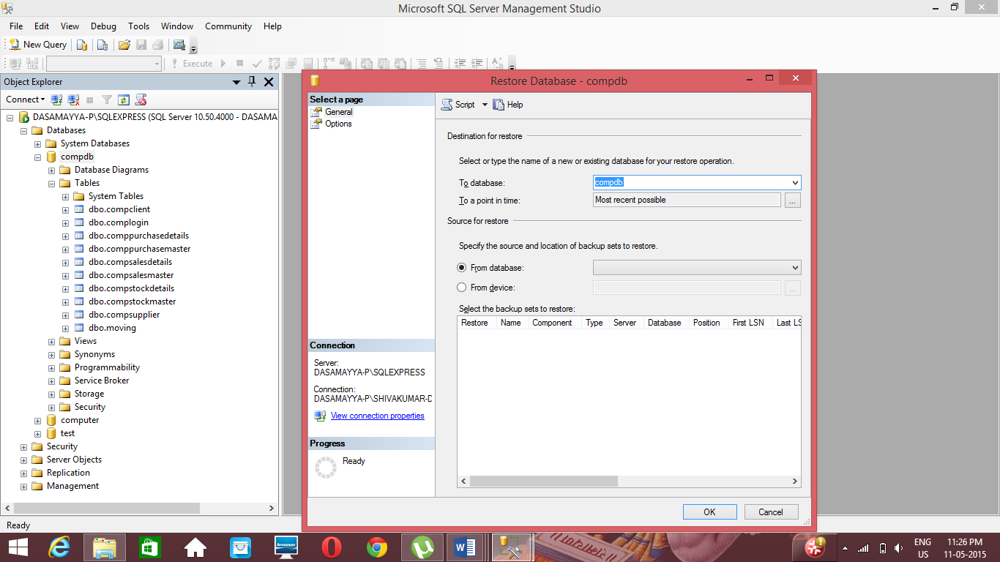 Microsoft SQL Server Management Studio
File Edit View Debug Tools Window Community Help
New Query
Execute
Object Explorer
Connect
DASAMAYYA-P\SQLEXPRESS (SQL Server 10.50.4000 - DASAMA
Databases
System Databases
compdb
Database Diagrams
Tables
System Tables
dbo.compclient
dbo.complogin
dbo.comppurchasedetails
dbo.comppurchasemaster
dbo.compsalesdetails
dbo.compsalesmaster
dbo.compstockdetails
dbo.compstockmaster
dbo.compsupplier
dbo.moving
Views
Synonyms
Programmability
Service Broker
Storage
Security
computer
test
Security
Server Objects
Replication
Management
Ready
Restore Database - compdb
Select a page
General
Options
Connection
Server:
DASAMAYYA-P\SQLEXPRESS
Connection:
DASAMAYYA-P\SHIVAKUMAR-D
View connection properties
Progress
Ready
Script Help
Destination for restore
Select or type the name of a new or existing database for your restore operation.
To database: compdb
To a point in time: Most recent possible ...
Source for restore
Specify the source and location of backup sets to restore.
From database:
From device: ...
Select the backup sets to restore:
Restore Name Component Type Server Database Position First LSN Last LS
OK Cancel
lenovo
ENG 11:26 PM
US 11-05-2015